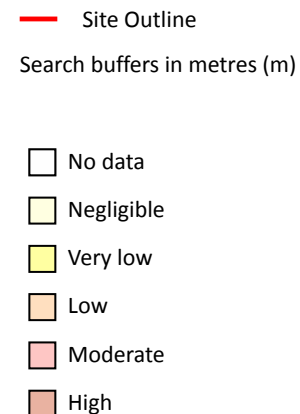 Site Outline
Search buffers in metres (m)
No data
Negligible
Very low
Low
Moderate
High